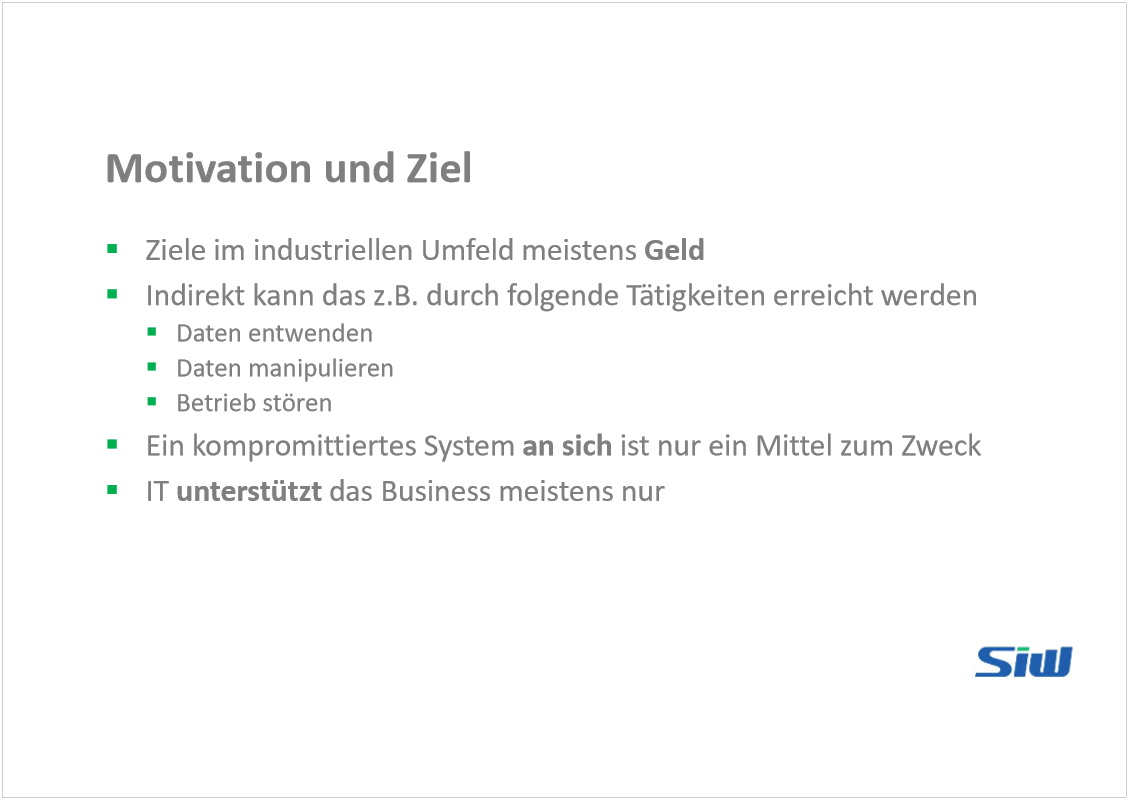 Motivation und Ziel
Ziele im industriellen Umfeld meistens Geld
Indirekt kann das z.B. durch folgende Tätigkeiten erreicht werden
Daten entwenden
Daten manipulieren
Betrieb stören
Ein kompromittiertes System an sich ist nur ein Mittel zum Zweck
IT unterstützt das Business meistens nur
SiW